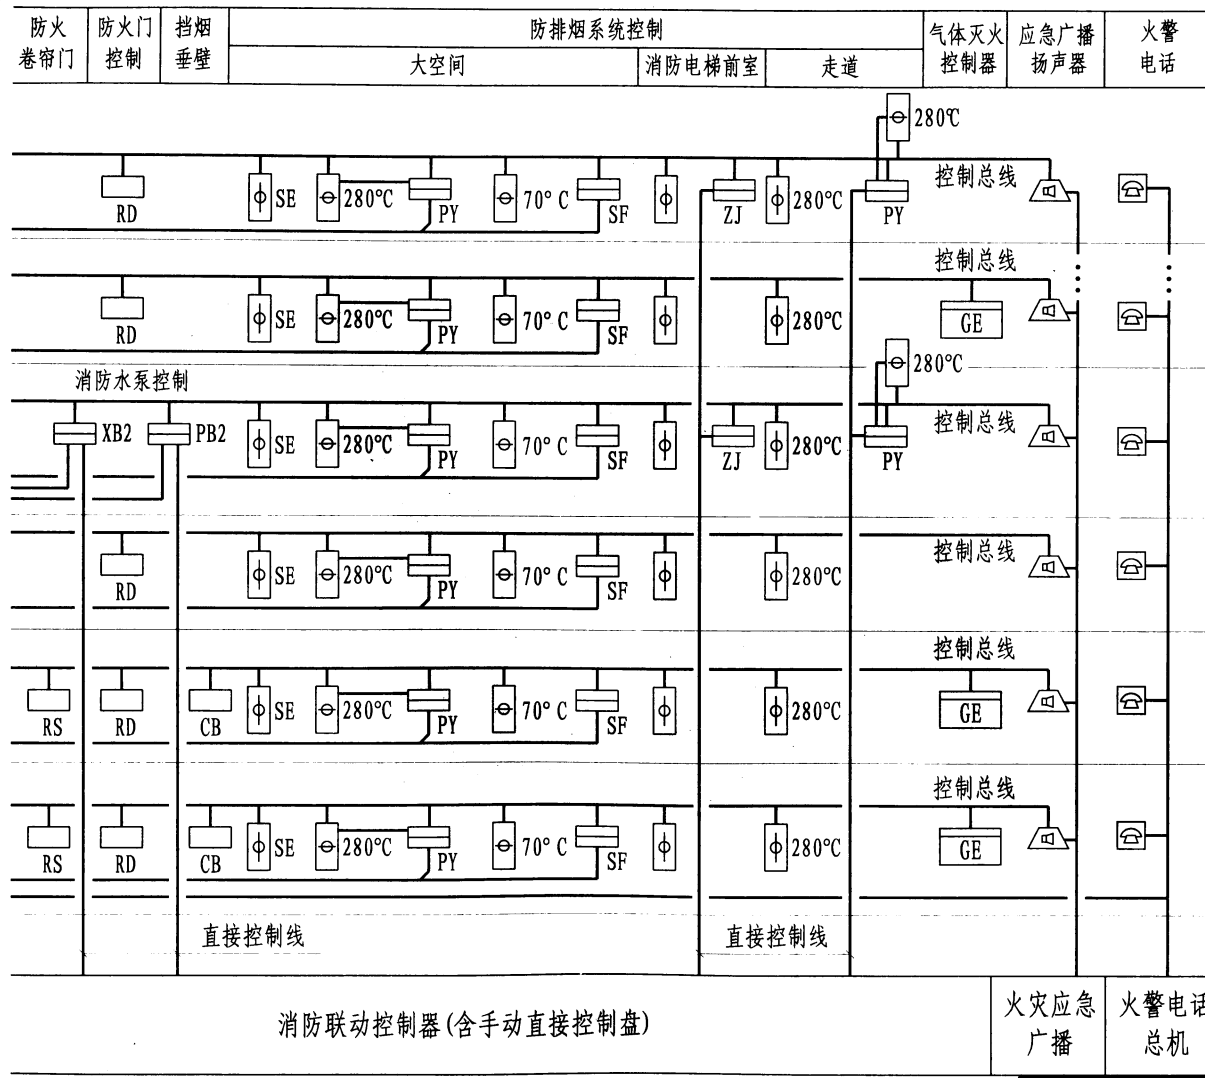 防火
卷帘门
防火门
控制
挡烟
垂壁
防排烟系统控制
大空间
消防电梯前室
走道
气体灭火
控制器
应急广播
扬声器
火警
电话
280℃
控制总线
RD
SE
280℃
PY
70° C
SF
ZJ
280℃
PY
控制总线
RD
SE
280℃
PY
70° C
SF
280℃
GE
280℃
消防水泵控制
控制总线
XB2
PB2
SE
280℃
PY
70° C
SF
ZJ
280℃
PY
控制总线
RD
SE
280℃
PY
70° C
SF
280℃
控制总线
RS
RD
CB
SE
280℃
PY
70° C
SF
280℃
GE
控制总线
RS
RD
CB
SE
280℃
PY
70° C
SF
280℃
GE
直接控制线
直接控制线
消防联动控制器(含手动直接控制盘)
火灾应急
广播
火警电话
总机